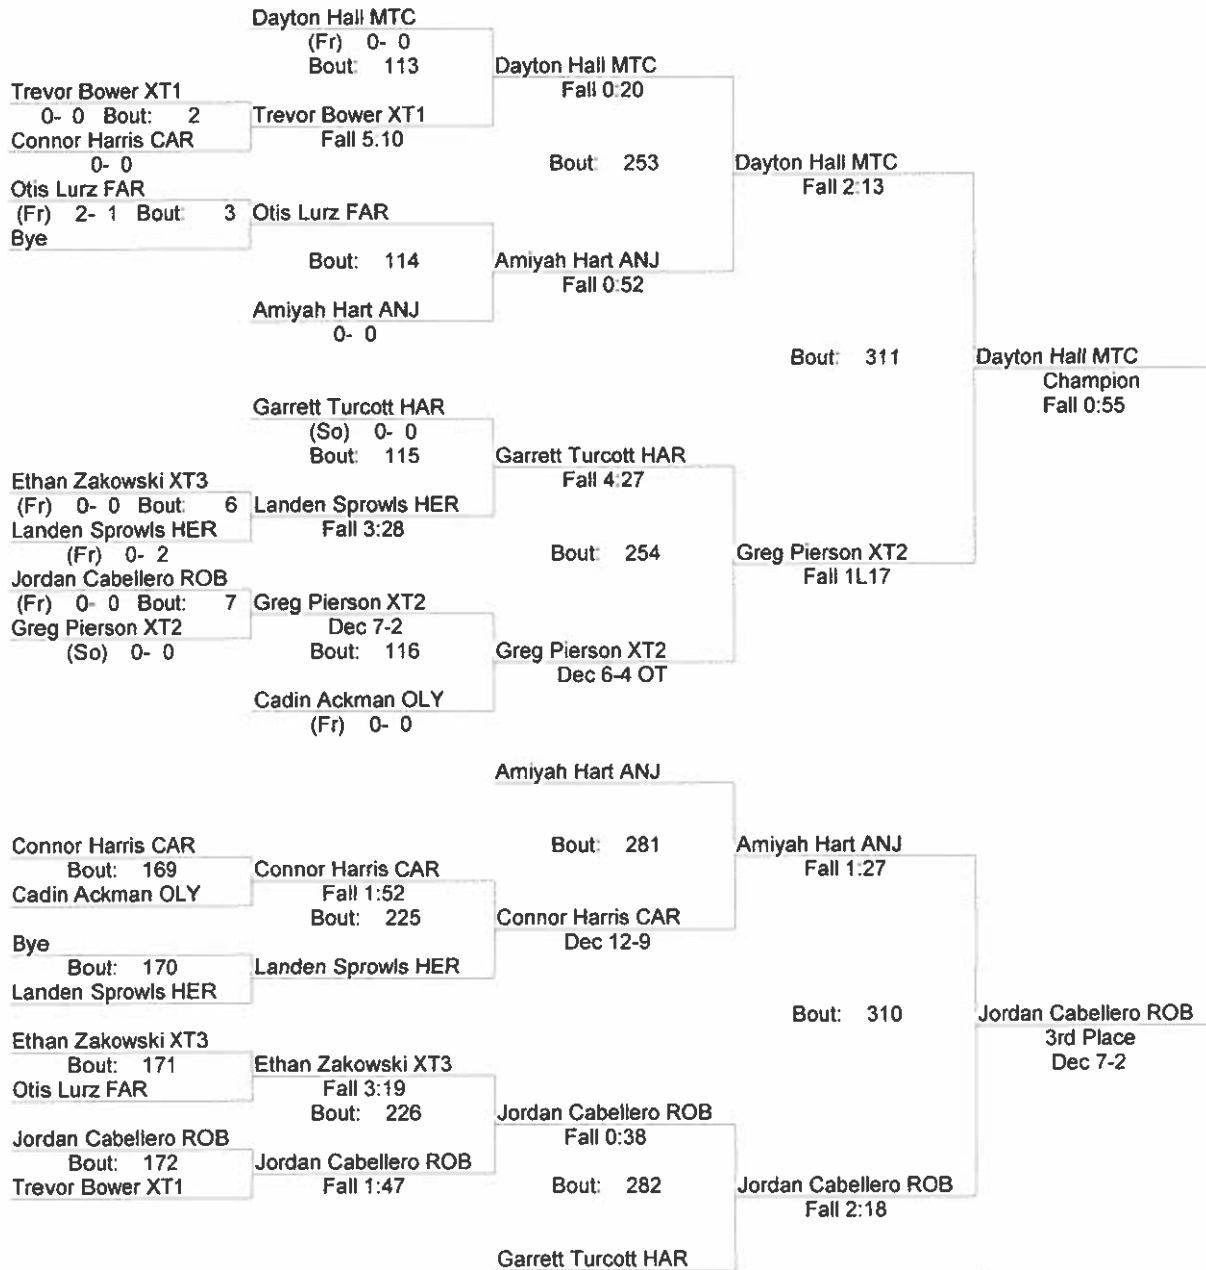 Dayton Hall MTC
(Fr) 0- 0
Bout: 113
Dayton Hall MTC
Fall 0:20
Trevor Bower XT1
0- 0 Bout: 2
Connor Harris CAR
0- 0
Trevor Bower XT1
Fall 5:10
Bout: 253
Dayton Hall MTC
Fall 2:13
Otis Lurz FAR
(Fr) 2- 1 Bout: 3
Bye
Otis Lurz FAR
Bout: 114
Amiyah Hart ANJ
Fall 0:52
Amiyah Hart ANJ
0- 0
Bout: 311
Dayton Hall MTC
Champion
Fall 0:55
Garrett Turcott HAR
(So) 0- 0
Bout: 115
Garrett Turcott HAR
Fall 4:27
Ethan Zakowski XT3
(Fr) 0- 0 Bout: 6
Landen Sprowls HER
(Fr) 0- 2
Landen Sprowls HER
Fall 3:28
Bout: 254
Greg Pierson XT2
Fall 1L17
Jordan Cabellero ROB
(Fr) 0- 0 Bout: 7
Greg Pierson XT2
(So) 0- 0
Greg Pierson XT2
Dec 7-2
Bout: 116
Greg Pierson XT2
Dec 6-4 OT
Cadin Ackman OLY
(Fr) 0- 0
Amiyah Hart ANJ
Bout: 281
Amiyah Hart ANJ
Fall 1:27
Connor Harris CAR
Bout: 169
Cadin Ackman OLY
Connor Harris CAR
Fall 1:52
Bout: 225
Connor Harris CAR
Dec 12-9
Bye
Bout: 170
Landen Sprowls HER
Landen Sprowls HER
Bout: 310
Jordan Cabellero ROB
3rd Place
Dec 7-2
Ethan Zakowski XT3
Bout: 171
Otis Lurz FAR
Ethan Zakowski XT3
Fall 3:19
Bout: 226
Jordan Cabellero ROB
Fall 0:38
Jordan Cabellero ROB
Bout: 172
Trevor Bower XT1
Jordan Cabellero ROB
Fall 1:47
Bout: 282
Jordan Cabellero ROB
Fall 2:18
Garrett Turcott HAR